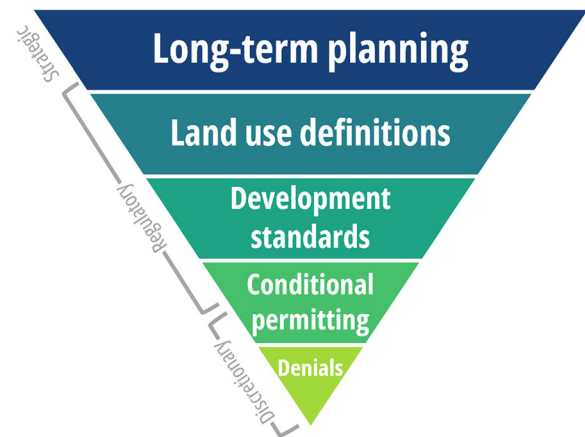 Long-term planning
Land use definitions
Development
standards
Conditional
permitting
Denials
Strategic
Regulatory
Discretionary